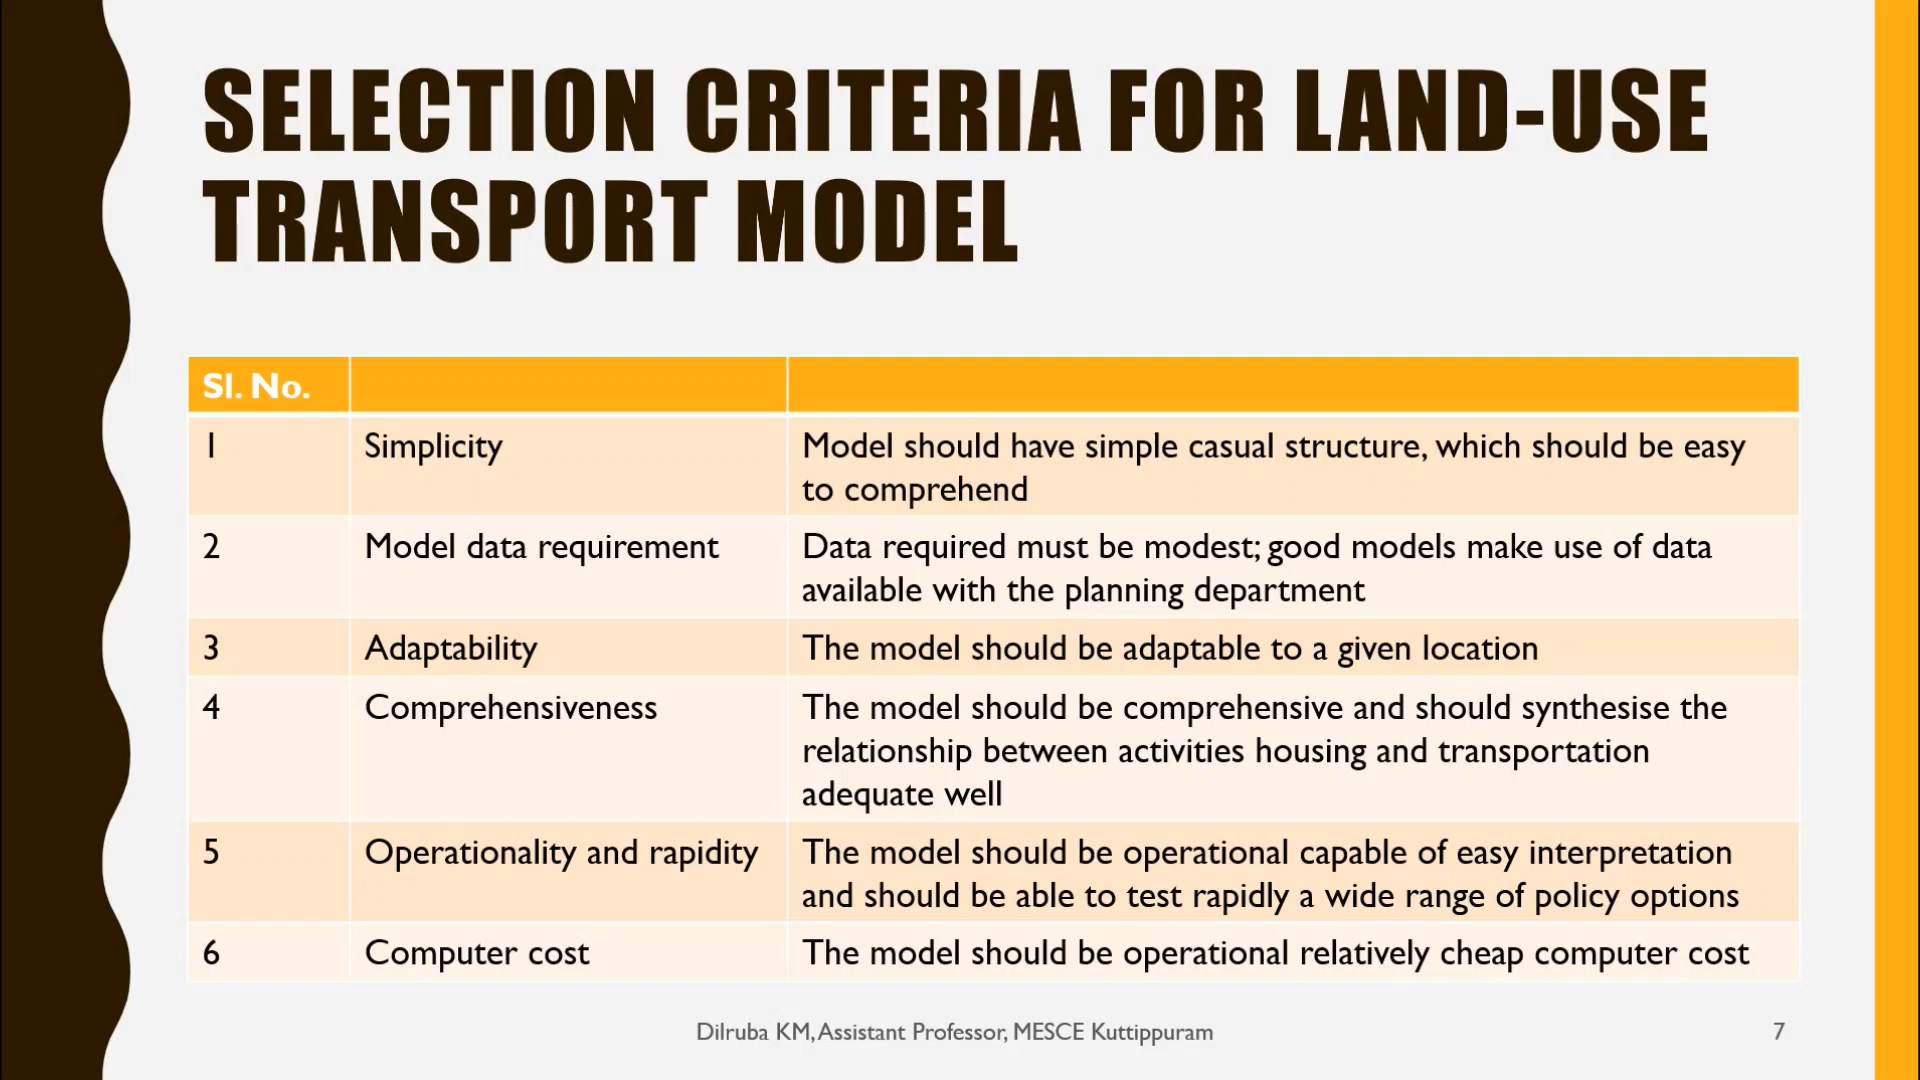 SELECTION CRITERIA FOR LAND-USE
TRANSPORT MODEL
Sl. No.
1 Simplicity Model should have simple casual structure, which should be easy
to comprehend
2 Model data requirement Data required must be modest; good models make use of data
available with the planning department
3 Adaptability The model should be adaptable to a given location
4 Comprehensiveness The model should be comprehensive and should synthesise the
relationship between activities housing and transportation
adequate well
5 Operationality and rapidity The model should be operational capable of easy interpretation
and should be able to test rapidly a wide range of policy options
6 Computer cost The model should be operational relatively cheap computer cost
Dilruba KM, Assistant Professor, MESCE Kuttippuram 7